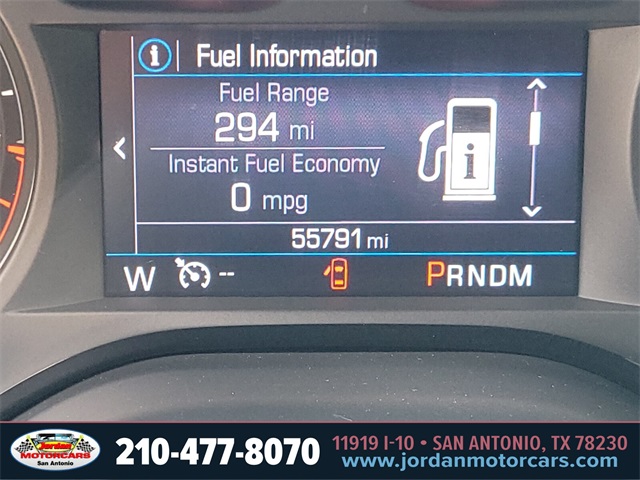 Fuel Information
Fuel Range
294 mi
Instant Fuel Economy
0 mpg
55791 mi
W -- PRNDM
Jordan
MOTORCARS
San Antonio
210-477-8070
11919 I-10 • SAN ANTONIO, TX 78230
www.jordanmotorcars.com